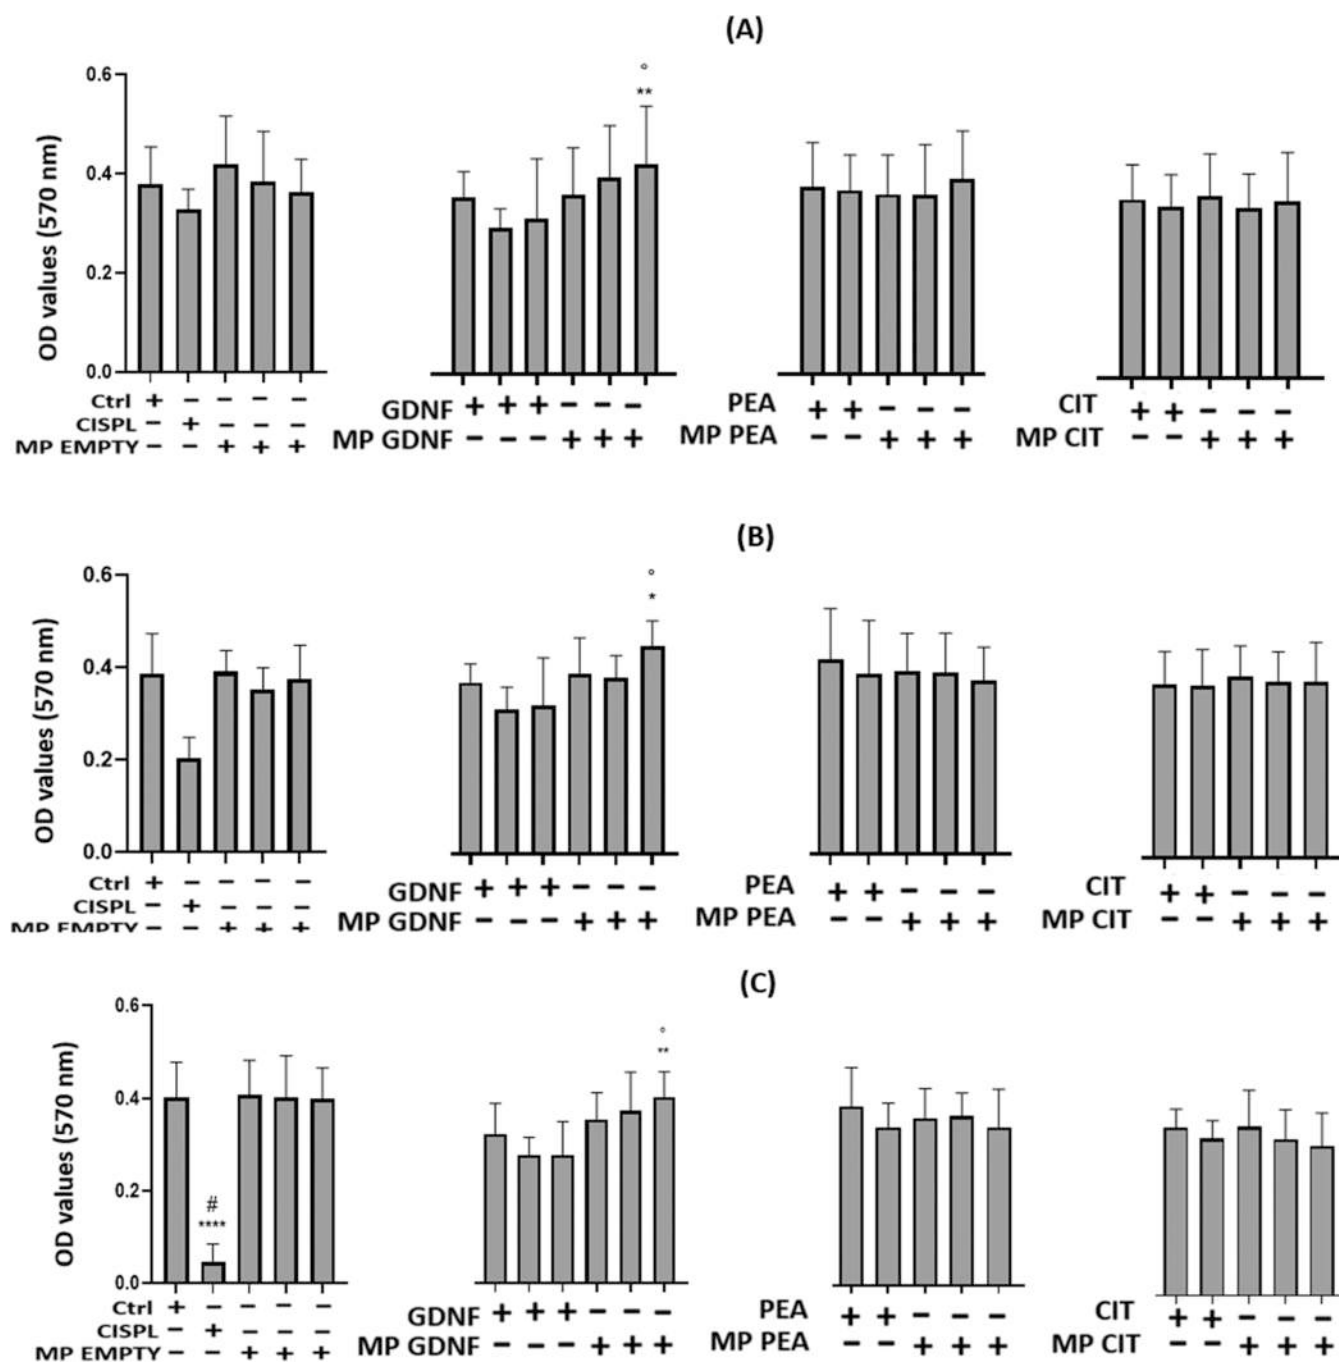 (A)
OD values (570 nm)
0.6
0.4
0.2
0.0
Ctrl + − − − −
CISPL − + − − −
MP EMPTY − − + + +
°
**
GDNF + + + − − −
MP GDNF − − − + + +
PEA + + − − −
MP PEA − − + + +
CIT + + − − −
MP CIT − − + + +
(B)
OD values (570 nm)
0.6
0.4
0.2
0.0
Ctrl + − − − −
CISPL − + − − −
MP EMPTY − − + + +
°
*
GDNF + + + − − −
MP GDNF − − − + + +
PEA + + − − −
MP PEA − − + + +
CIT + + − − −
MP CIT − − + + +
(C)
OD values (570 nm)
0.6
0.4
0.2
0.0
#
****
Ctrl + − − − −
CISPL − + − − −
MP EMPTY − − + + +
°
**
GDNF + + + − − −
MP GDNF − − − + + +
PEA + + − − −
MP PEA − − + + +
CIT + + − − −
MP CIT − − + + +